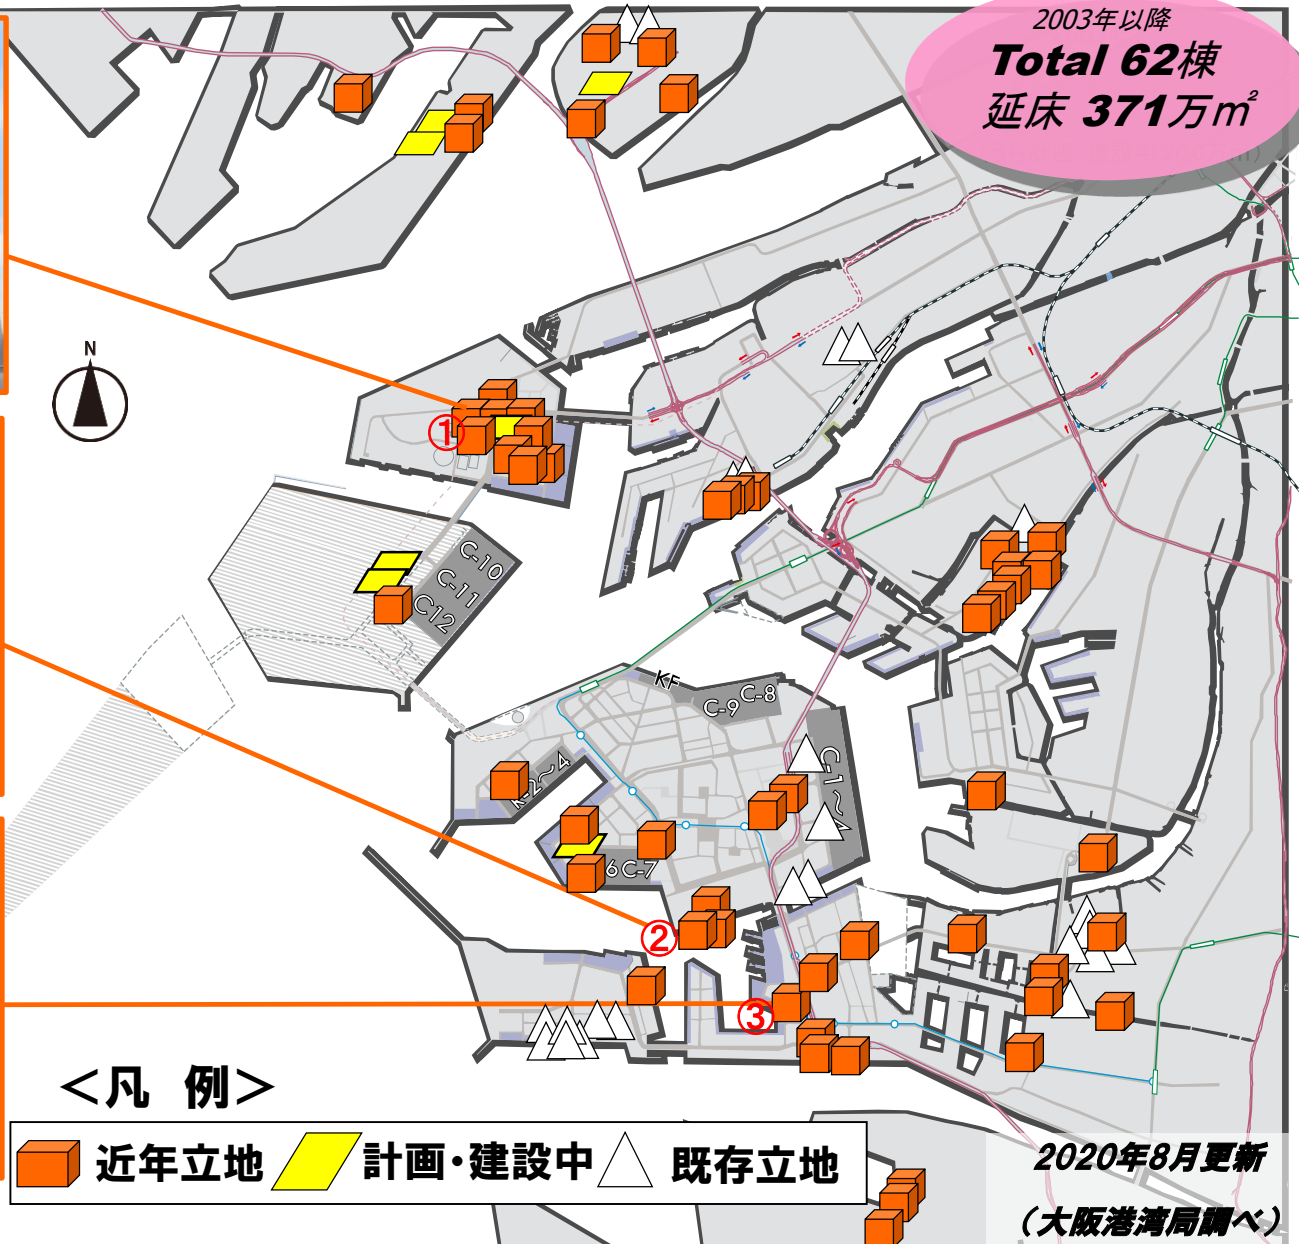 2003年以降
Total 62棟
延床 371万㎡
N
①
C-10
C-11
C12
KF
C-9
C-8
C-1～4
K-2～4
6
C-7
②
③
＜凡 例＞
近年立地
計画・建設中
既存立地
2020年8月更新
（大阪港湾局調べ）